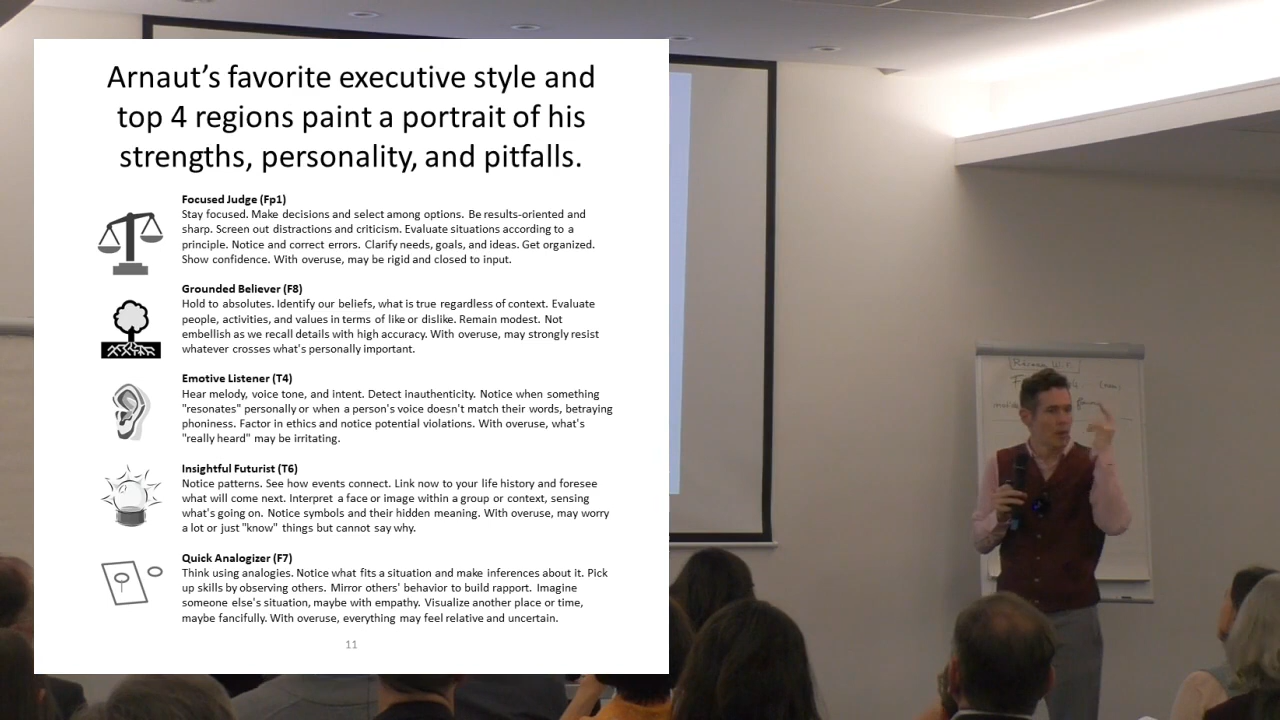 Arnaut’s favorite executive style and
top 4 regions paint a portrait of his
strengths, personality, and pitfalls.
Focused Judge (Fp1)
Stay focused. Make decisions and select among options. Be results-oriented and
sharp. Screen out distractions and criticism. Evaluate situations according to a
principle. Notice and correct errors. Clarify needs, goals, and ideas. Get organized.
Show confidence. With overuse, may be rigid and closed to input.
Grounded Believer (F8)
Hold to absolutes. Identify our beliefs, what is true regardless of context. Evaluate
people, activities, and values in terms of like or dislike. Remain modest. Not
embellish as we recall details with high accuracy. With overuse, may strongly resist
whatever crosses what's personally important.
Emotive Listener (T4)
Hear melody, voice tone, and intent. Detect inauthenticity. Notice when something
"resonates" personally or when a person's voice doesn't match their words, betraying
phoniness. Factor in ethics and notice potential violations. With overuse, what's
"really heard" may be irritating.
Insightful Futurist (T6)
Notice patterns. See how events connect. Link now to your life history and foresee
what will come next. Interpret a face or image within a group or context, sensing
what's going on. Notice symbols and their hidden meaning. With overuse, may worry
a lot or just "know" things but cannot say why.
Quick Analogizer (F7)
Think using analogies. Notice what fits a situation and make inferences about it. Pick
up skills by observing others. Mirror others' behavior to build rapport. Imagine
someone else's situation, maybe with empathy. Visualize another place or time,
maybe fancifully. With overuse, everything may feel relative and uncertain.
11